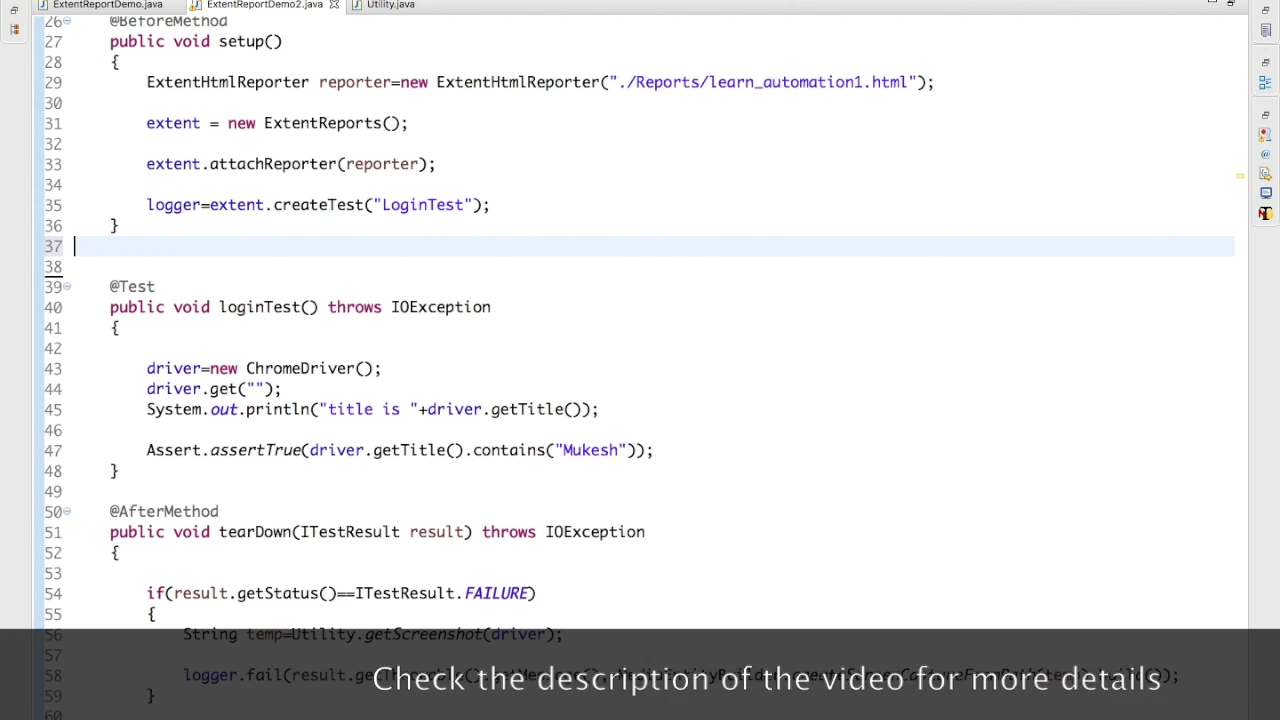 ExtentReportDemo.java ExtentReportDemo2.java Utility.java
26 @BeforeMethod
27 public void setup()
28 {
29 ExtentHtmlReporter reporter=new ExtentHtmlReporter("./Reports/learn_automation1.html");
30
31 extent = new ExtentReports();
32
33 extent.attachReporter(reporter);
34
35 logger=extent.createTest("LoginTest");
36 }
37
38
39 @Test
40 public void loginTest() throws IOException
41 {
42
43 driver=new ChromeDriver();
44 driver.get("");
45 System.out.println("title is "+driver.getTitle());
46
47 Assert.assertTrue(driver.getTitle().contains("Mukesh"));
48 }
49
50 @AfterMethod
51 public void tearDown(ITestResult result) throws IOException
52 {
53
54 if(result.getStatus()==ITestResult.FAILURE)
55 {
56 String temp=Utility.getScreenshot(driver);
57
58 logger.fail(result.
Check the description of the video for more details
59 }
60